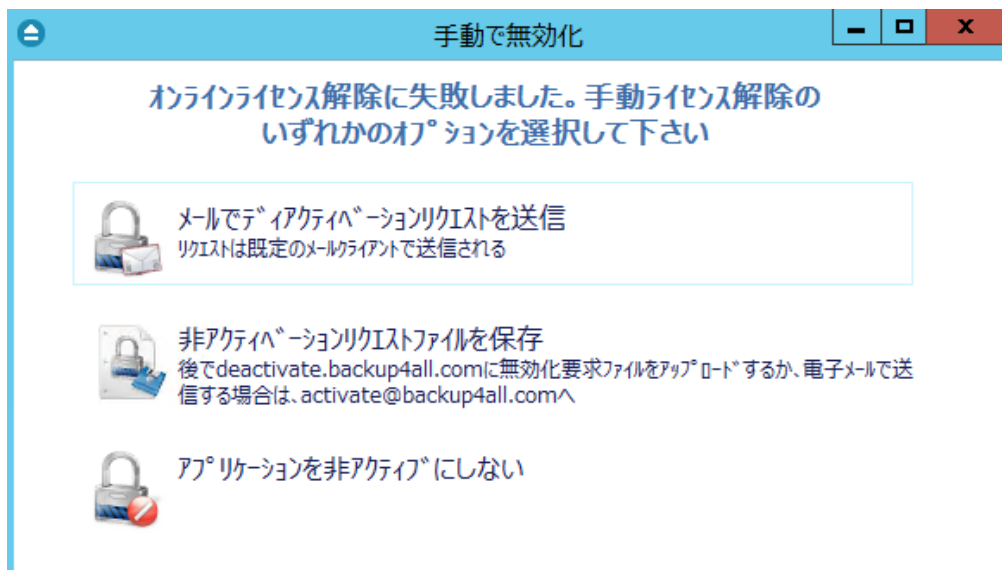 手動で無効化
オンラインライセンス解除に失敗しました。手動ライセンス解除の
いずれかのオプションを選択して下さい
メールでディアクティベーションリクエストを送信
リクエストは既定のメールクライアントで送信される
非アクティベーションリクエストファイルを保存
後でdeactivate.backup4all.comに無効化要求ファイルをアップロードするか、電子メールで送
信する場合は、activate@backup4all.comへ
アプリケーションを非アクティブにしない